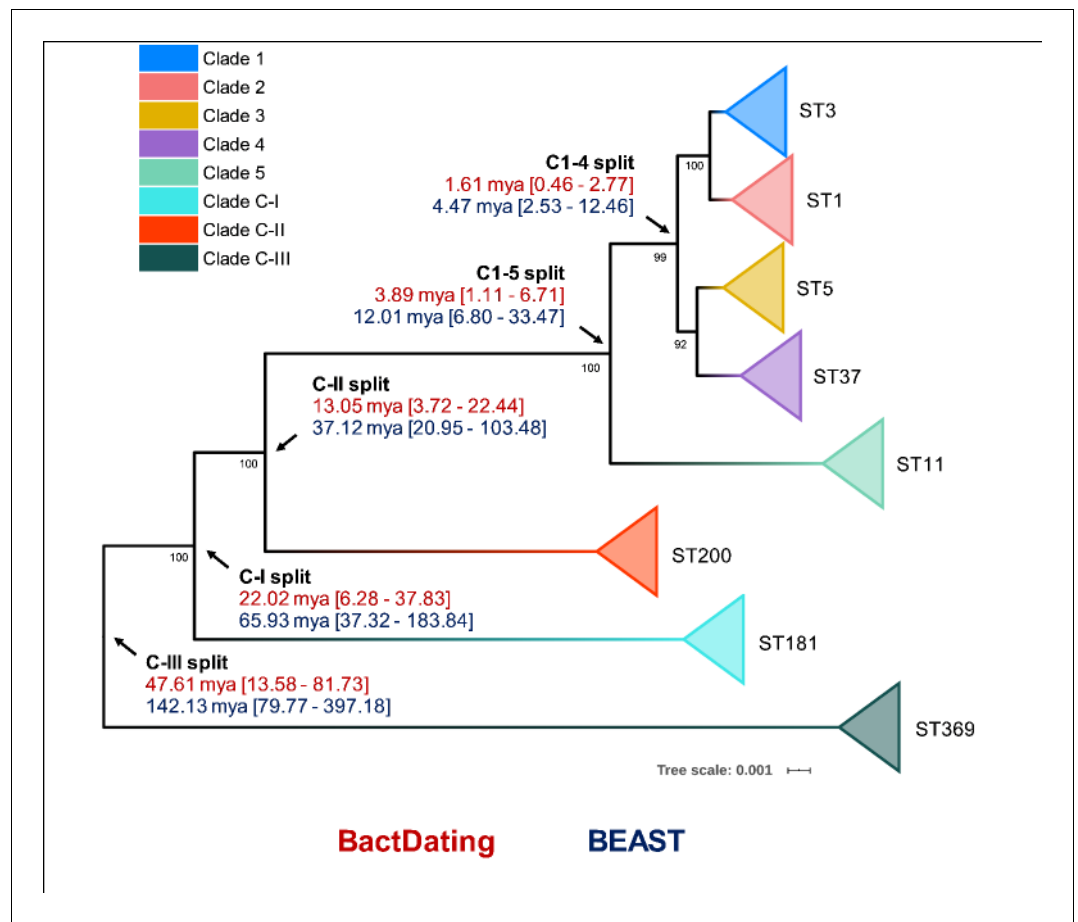 Clade 1
Clade 2
Clade 3
Clade 4
Clade 5
Clade C-I
Clade C-II
Clade C-III
ST3
C1-4 split
1.61 mya [0.46 - 2.77]
4.47 mya [2.53 - 12.46]
100
ST1
99
C1-5 split
3.89 mya [1.11 - 6.71]
12.01 mya [6.80 - 33.47]
ST5
92
100
ST37
C-II split
13.05 mya [3.72 - 22.44]
37.12 mya [20.95 - 103.48]
100
ST11
ST200
100
C-I split
22.02 mya [6.28 - 37.83]
65.93 mya [37.32 - 183.84]
ST181
C-III split
47.61 mya [13.58 - 81.73]
142.13 mya [79.77 - 397.18]
ST369
Tree scale: 0.001
BactDating
BEAST